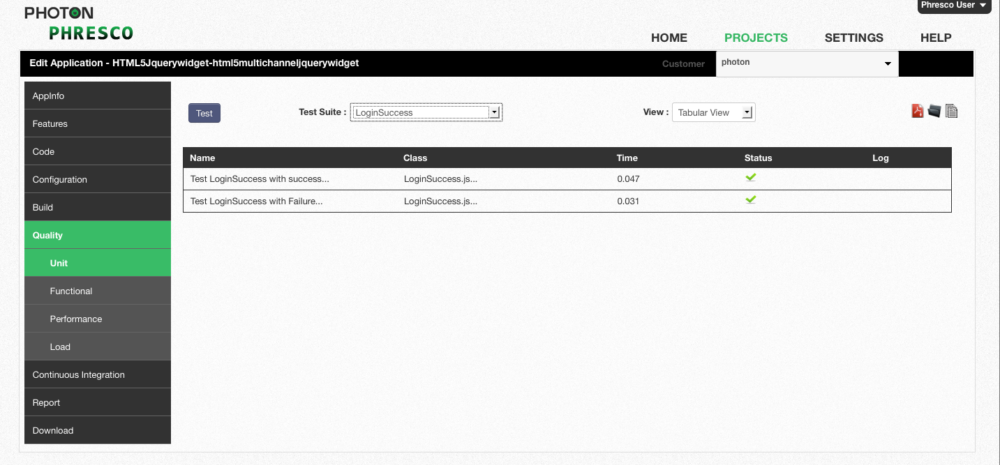 PHOTON
PHRESCO
Phresco User
HOME PROJECTS SETTINGS HELP
Edit Application - HTML5Jquerywidget-html5multichanneljquerywidget Customer photon
AppInfo
Features
Code
Configuration
Build
Quality
Unit
Functional
Performance
Load
Continuous Integration
Report
Download
Test Test Suite : LoginSuccess View : Tabular View
Name Class Time Status Log
Test LoginSuccess with success... LoginSuccess.js... 0.047
Test LoginSuccess with Failure... LoginSuccess.js... 0.031